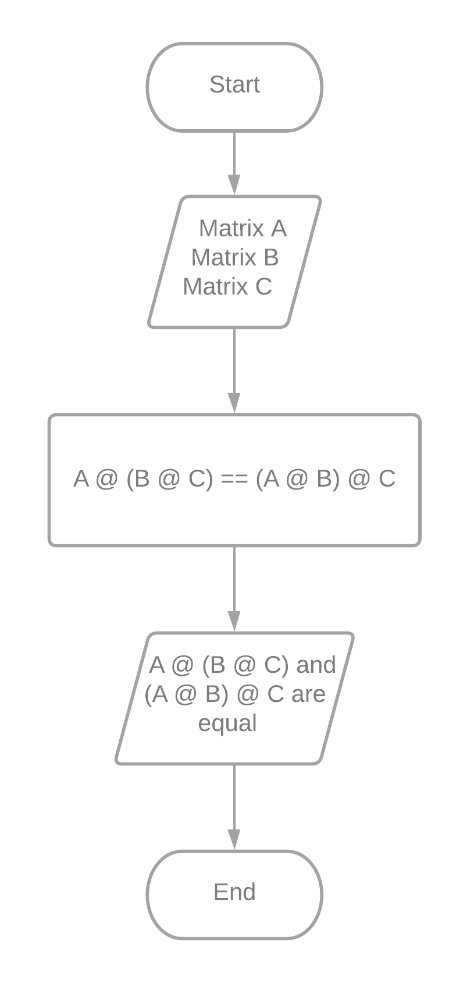 Start
Matrix A
Matrix B
Matrix C
A @ (B @ C) == (A @ B) @ C
A @ (B @ C) and
(A @ B) @ C are
equal
End